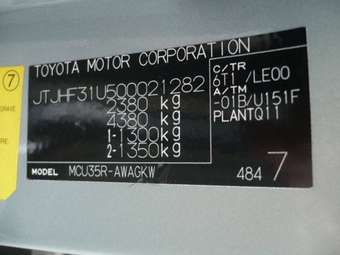 TOYOTA MOTOR CORPORATION
JTJHF31U500021282
2380 kg
4380 kg
1-1300kg
2-1350kg
C/TR
6T1 /LE00
A/TM
-01B/U151F
PLANTQ11
MODEL MCU35R-AWAGKW
484 7
7